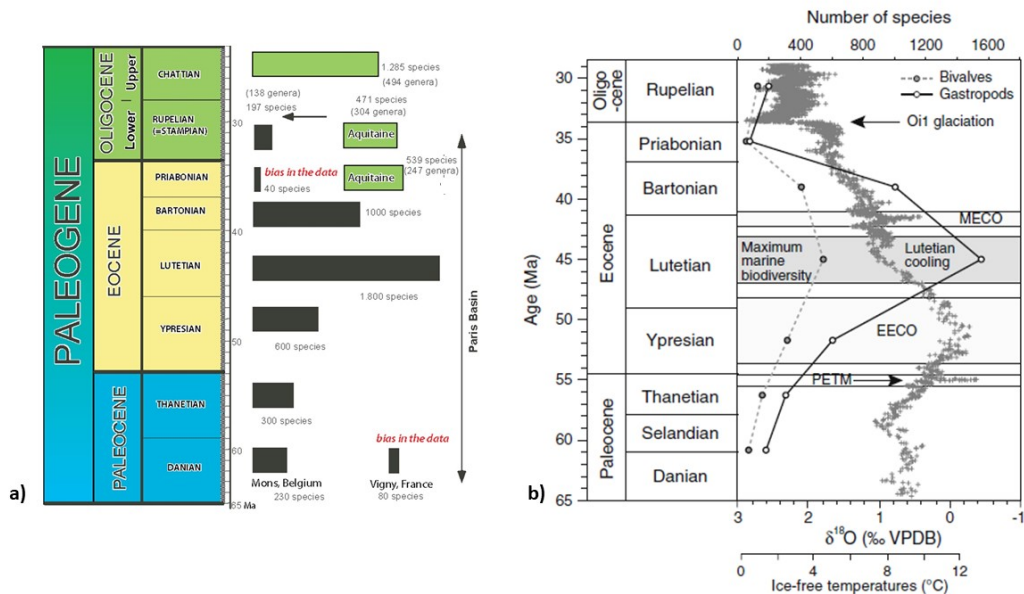 a)
PALEOGENE
OLIGOCENE
Upper
Lower
EOCENE
PALEOCENE
CHATTIAN
RUPELIAN
(=STAMPIAN)
PRIABONIAN
BARTONIAN
LUTETIAN
YPRESIAN
THANETIAN
DANIAN
30
40
50
60
65 Ma
1.285 species
(494 genera)
(138 genera)
197 species
471 species
(304 genera)
Aquitaine
bias in the data
40 species
539 species
(247 genera)
Aquitaine
1000 species
1.800 species
600 species
300 species
bias in the data
Mons, Belgium
230 species
Vigny, France
80 species
Paris Basin
b)
Number of species
0 400 800 1200 1600
Age (Ma)
30
35
40
45
50
55
60
65
Oligo
-cene
Eocene
Paleocene
Rupelian
Priabonian
Bartonian
Lutetian
Ypresian
Thanetian
Selandian
Danian
Bivalves
Gastropods
Oi1 glaciation
MECO
Maximum
marine
biodiversity
Lutetian
cooling
EECO
PETM
3 2 1 0 -1
δ18O (‰ VPDB)
0 4 8 12
Ice-free temperatures (°C)